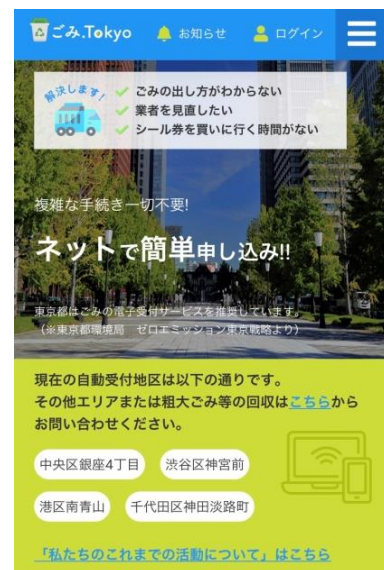 ごみ.Tokyo
お知らせ
ログイン
解決します!
ごみの出し方がわからない
業者を見直したい
シール券を買いに行く時間がない
複雑な手続き一切不要!
ネットで簡単申し込み!!
東京都はごみの電子受付サービスを推奨しています。
(※東京都環境局 ゼロエミッション東京戦略より)
現在の自動受付地区は以下の通りです。
その他エリアまたは粗大ごみ等の回収はこちらから
お問い合わせください。
中央区銀座4丁目 渋谷区神宮前
港区南青山 千代田区神田淡路町
「私たちのこれまでの活動について」はこちら